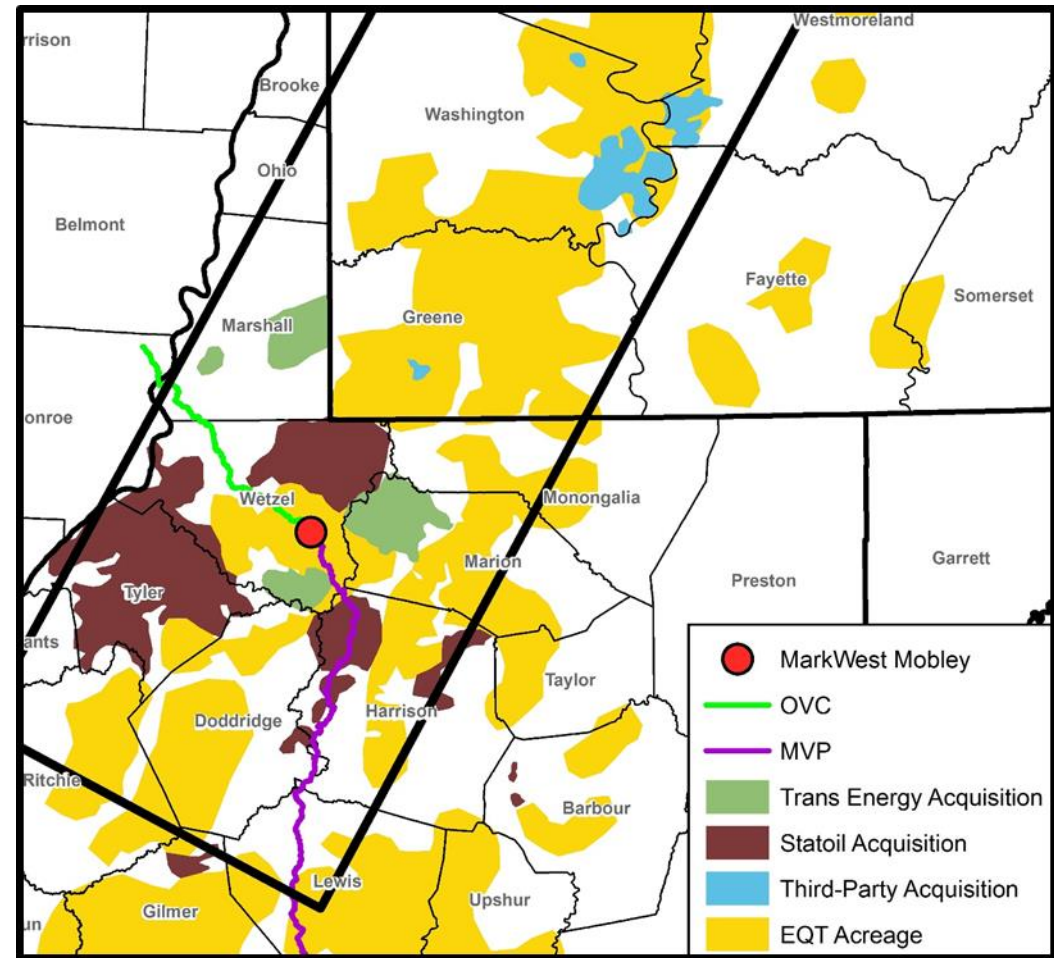 rrison
Westmoreland
Brooke
Washington
Ohio
Belmont
Fayette
Somerset
Marshall
Greene
onroe
Wetzel
Monongalia
Marion
Garrett
Preston
Tyler
ants
Taylor
Harrison
Doddridge
Ritchie
Barbour
Lewis
Upshur
Gilmer
un
MarkWest Mobley
OVC
MVP
Trans Energy Acquisition
Statoil Acquisition
Third-Party Acquisition
EQT Acreage